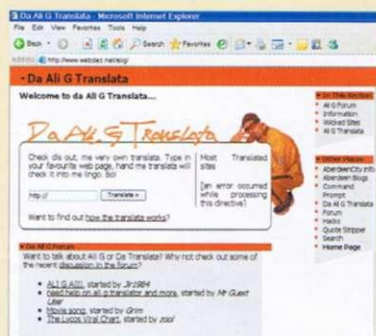 Da Ali G Translata - Microsoft Internet Explorer
File Edit View Favorites Tools Help
Back Search Favorites
Address http://www.webdez.net/alig/
- Da Ali G Translata
Welcome to da Ali G Translata...
Da Ali G Translata
Check dis out, me very own translata. Type in
your favourite web page, hand me translata will
check it into me lingo. Bo!
http://
Translate »
Want to find out how the translata works?
Most Translated
sites
[an error occurred
while processing
this directive]
In This Section
Ali G Forum
Information
Wicked Sites
Ali G Translata
Other Places
AberdeenCity.info
Aberdeen Blogs
Command
Prompt
Da Ali G Translata
Forum
Hacks
Quote Stripper
Search
Home Page
Da Ali G Forum
Want to talk about Ali G or Da Translata? Why not check out some of
the recent discussion in the forum?
ALI G AIII, started by Jr1984
need help on ali g translator and more, started by Mr Guest
User
Movie song, started by Grim
The Lycos Viral Chart, started by zool